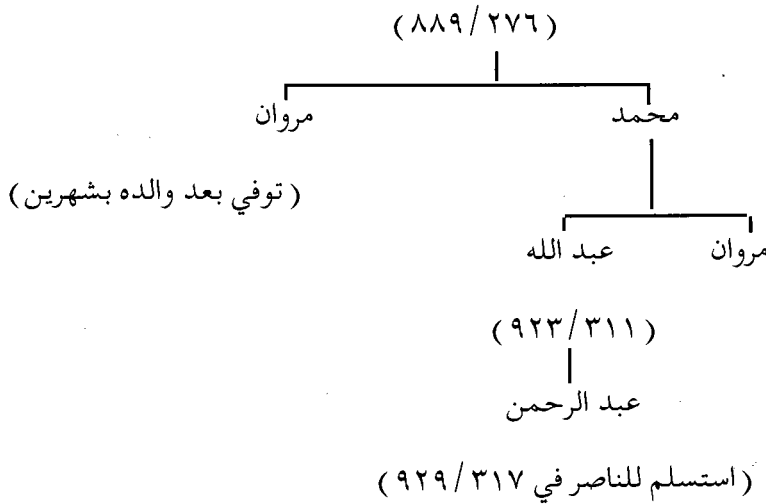 (٢٧٦/٨٨٩)
محمد مروان
(توفي بعد والده بشهرين)
مروان عبد الله
(٣١١/٩٢٣)
عبد الرحمن
(استسلم للناصر في ٣١٧/٩٢٩)